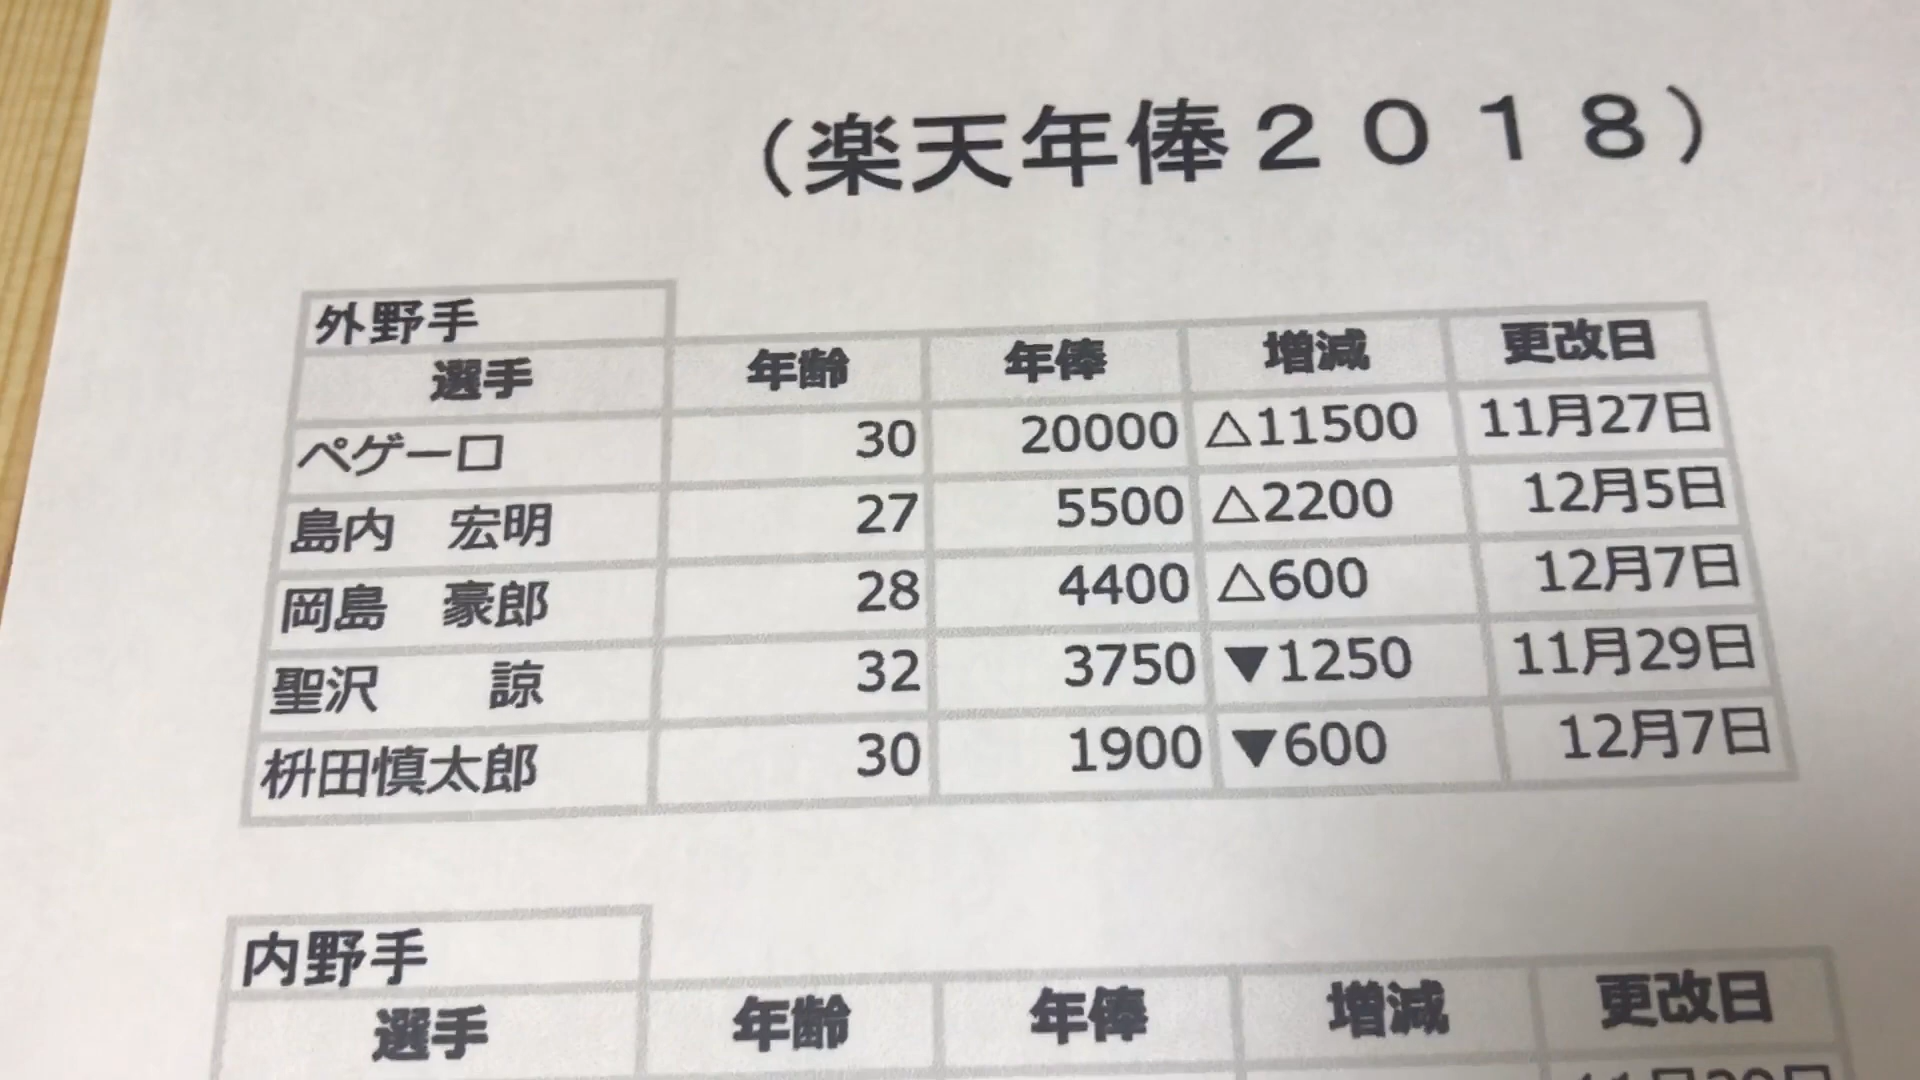 （楽天年俸２０１８）
外野手
選手 年齢 年俸 増減 更改日
ペゲーロ 30 20000 △11500 11月27日
島内　宏明 27 5500 △2200 12月5日
岡島　豪郎 28 4400 △600 12月7日
聖沢　　諒 32 3750 ▼1250 11月29日
枡田慎太郎 30 1900 ▼600 12月7日
内野手
選手 年齢 年俸 増減 更改日